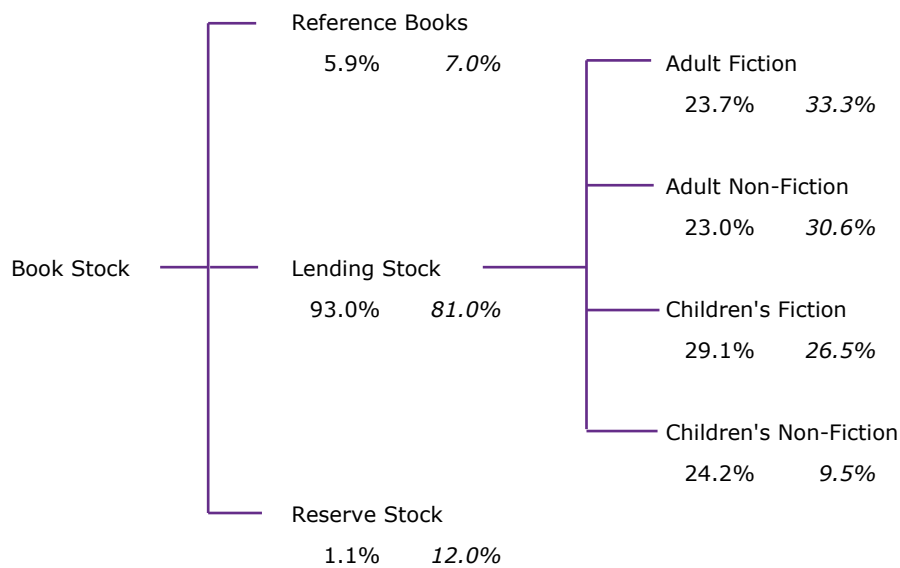 Reference Books
5.9% 7.0%
Adult Fiction
23.7% 33.3%
Adult Non-Fiction
23.0% 30.6%
Book Stock
Lending Stock
93.0% 81.0%
Children's Fiction
29.1% 26.5%
Children's Non-Fiction
24.2% 9.5%
Reserve Stock
1.1% 12.0%